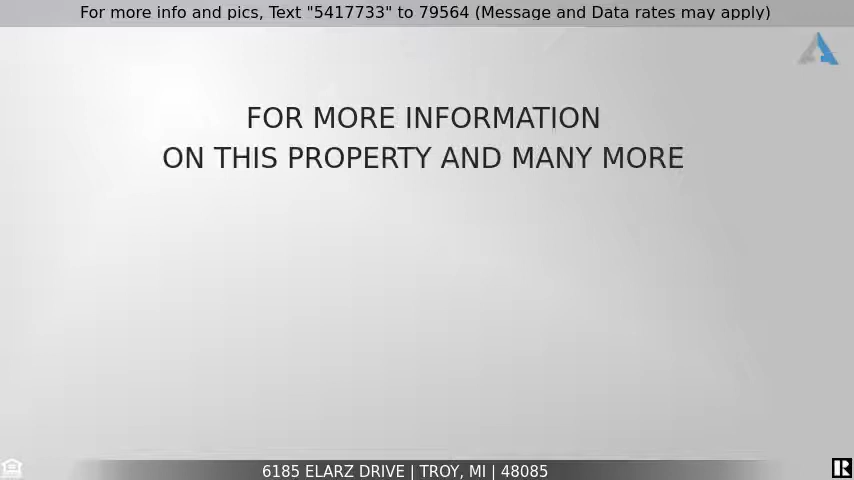 For more info and pics, Text "5417733" to 79564 (Message and Data rates may apply)
FOR MORE INFORMATION
ON THIS PROPERTY AND MANY MORE
6185 ELARZ DRIVE | TROY, MI | 48085